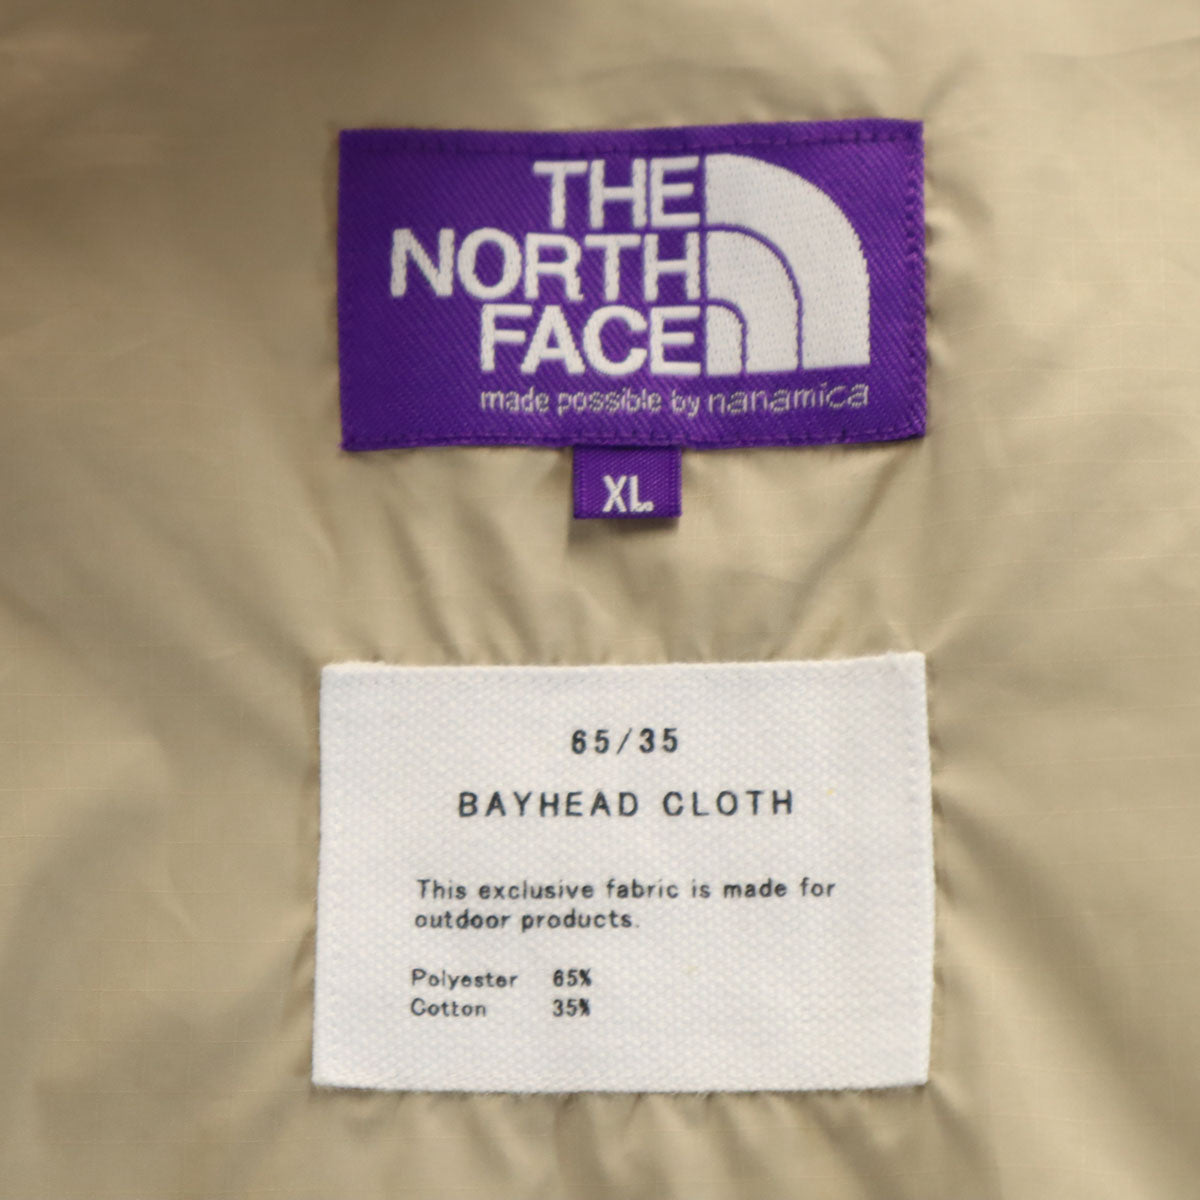 THE
NORTH
FACE
made possible by nanamica
XL
65/35
BAYHEAD CLOTH
This exclusive fabric is made for
outdoor products.
Polyester 65%
Cotton 35%